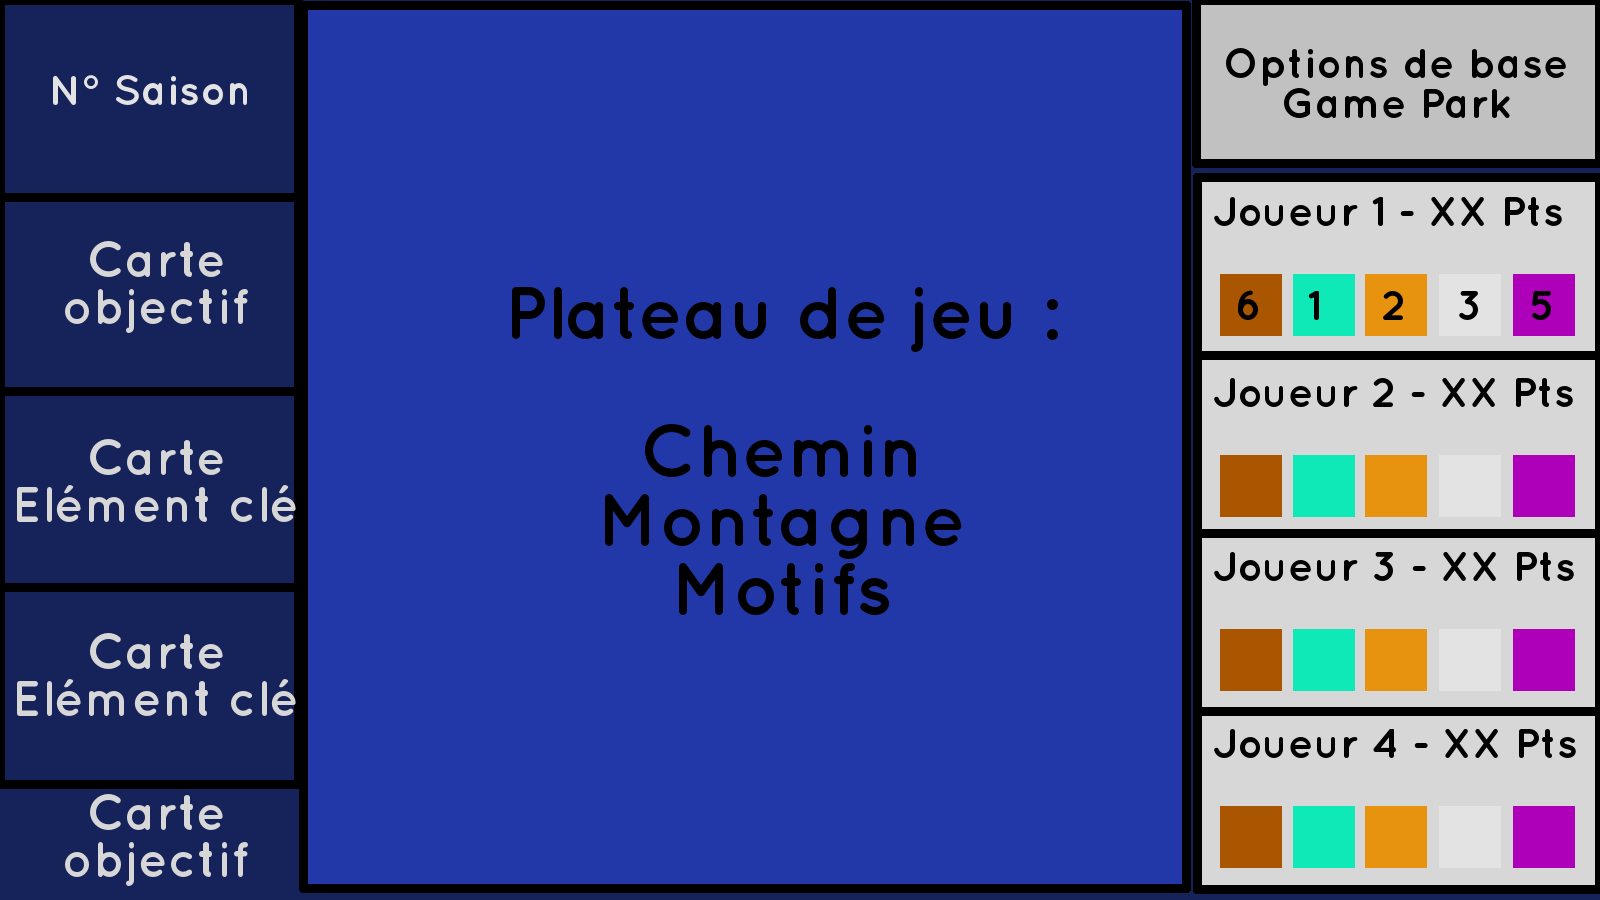 N° Saison
Carte
objectif
Carte
Elément clé
Carte
Elément clé
Carte
objectif
Plateau de jeu :
Chemin
Montagne
Motifs
Options de base
Game Park
Joueur 1 - XX Pts
6 1 2 3 5
Joueur 2 - XX Pts
Joueur 3 - XX Pts
Joueur 4 - XX Pts